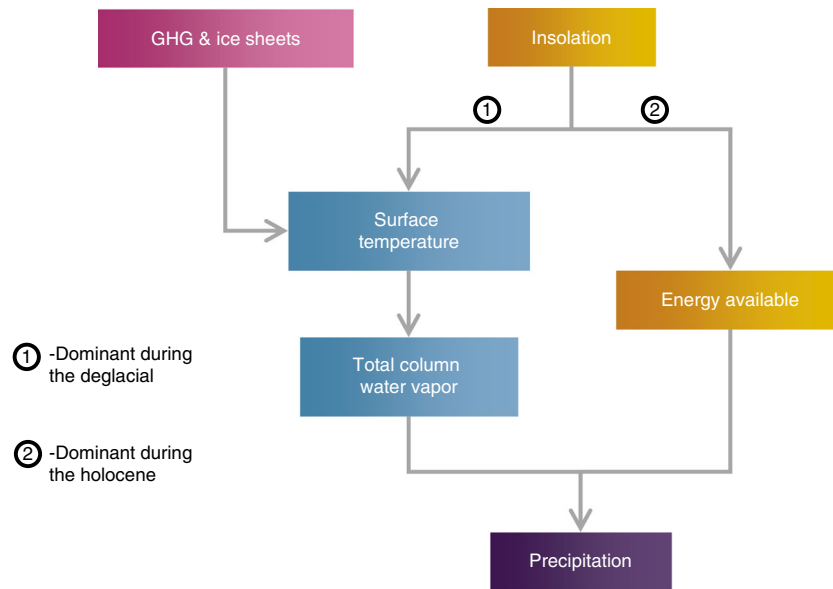 GHG & ice sheets
Insolation
1
2
Surface
temperature
Energy available
1 -Dominant during
the deglacial
Total column
water vapor
2 -Dominant during
the holocene
Precipitation